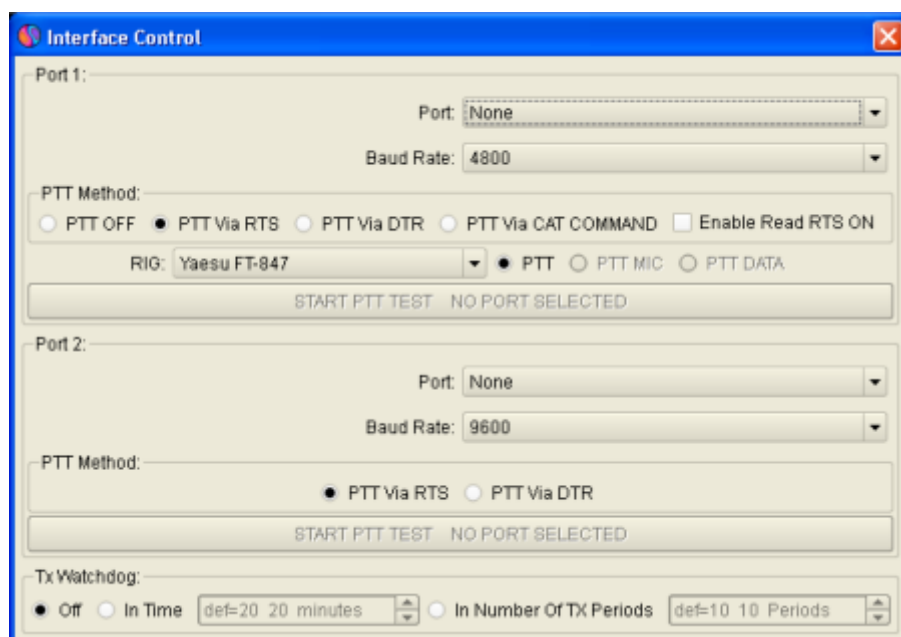 Interface Control
Port 1:
Port: None
Baud Rate: 4800
PTT Method:
PTT OFF PTT Via RTS PTT Via DTR PTT Via CAT COMMAND Enable Read RTS ON
RIG: Yaesu FT-847 PTT PTT MIC PTT DATA
START PTT TEST NO PORT SELECTED
Port 2:
Port: None
Baud Rate: 9600
PTT Method:
PTT Via RTS PTT Via DTR
START PTT TEST NO PORT SELECTED
Tx Watchdog:
Off In Time def=20 20 minutes In Number Of TX Periods def=10 10 Periods